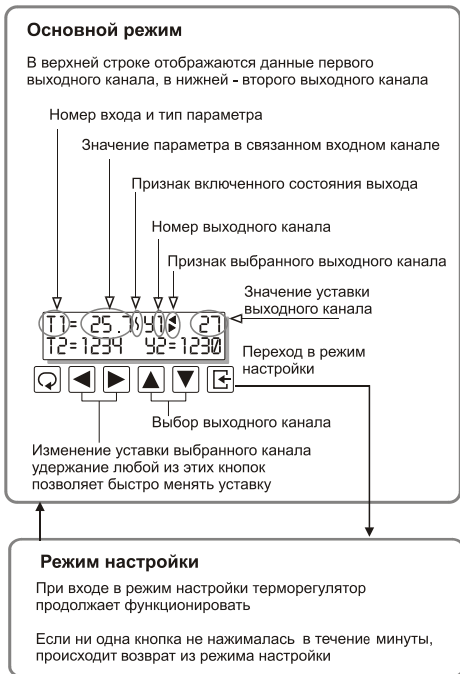 Основной режим
В верхней строке отображаются данные первого
выходного канала, в нижней - второго выходного канала
Номер входа и тип параметра
Значение параметра в связанном входном канале
Признак включенного состояния выхода
Номер выходного канала
Признак выбранного выходного канала
Значение уставки
выходного канала
T1= 25.7 У1 27
T2=1234 У2=1230
Переход в режим
настройки
Выбор выходного канала
Изменение уставки выбранного канала
удержание любой из этих кнопок
позволяет быстро менять уставку
Режим настройки
При входе в режим настройки терморегулятор
продолжает функционировать
Если ни одна кнопка не нажималась в течение минуты,
происходит возврат из режима настройки